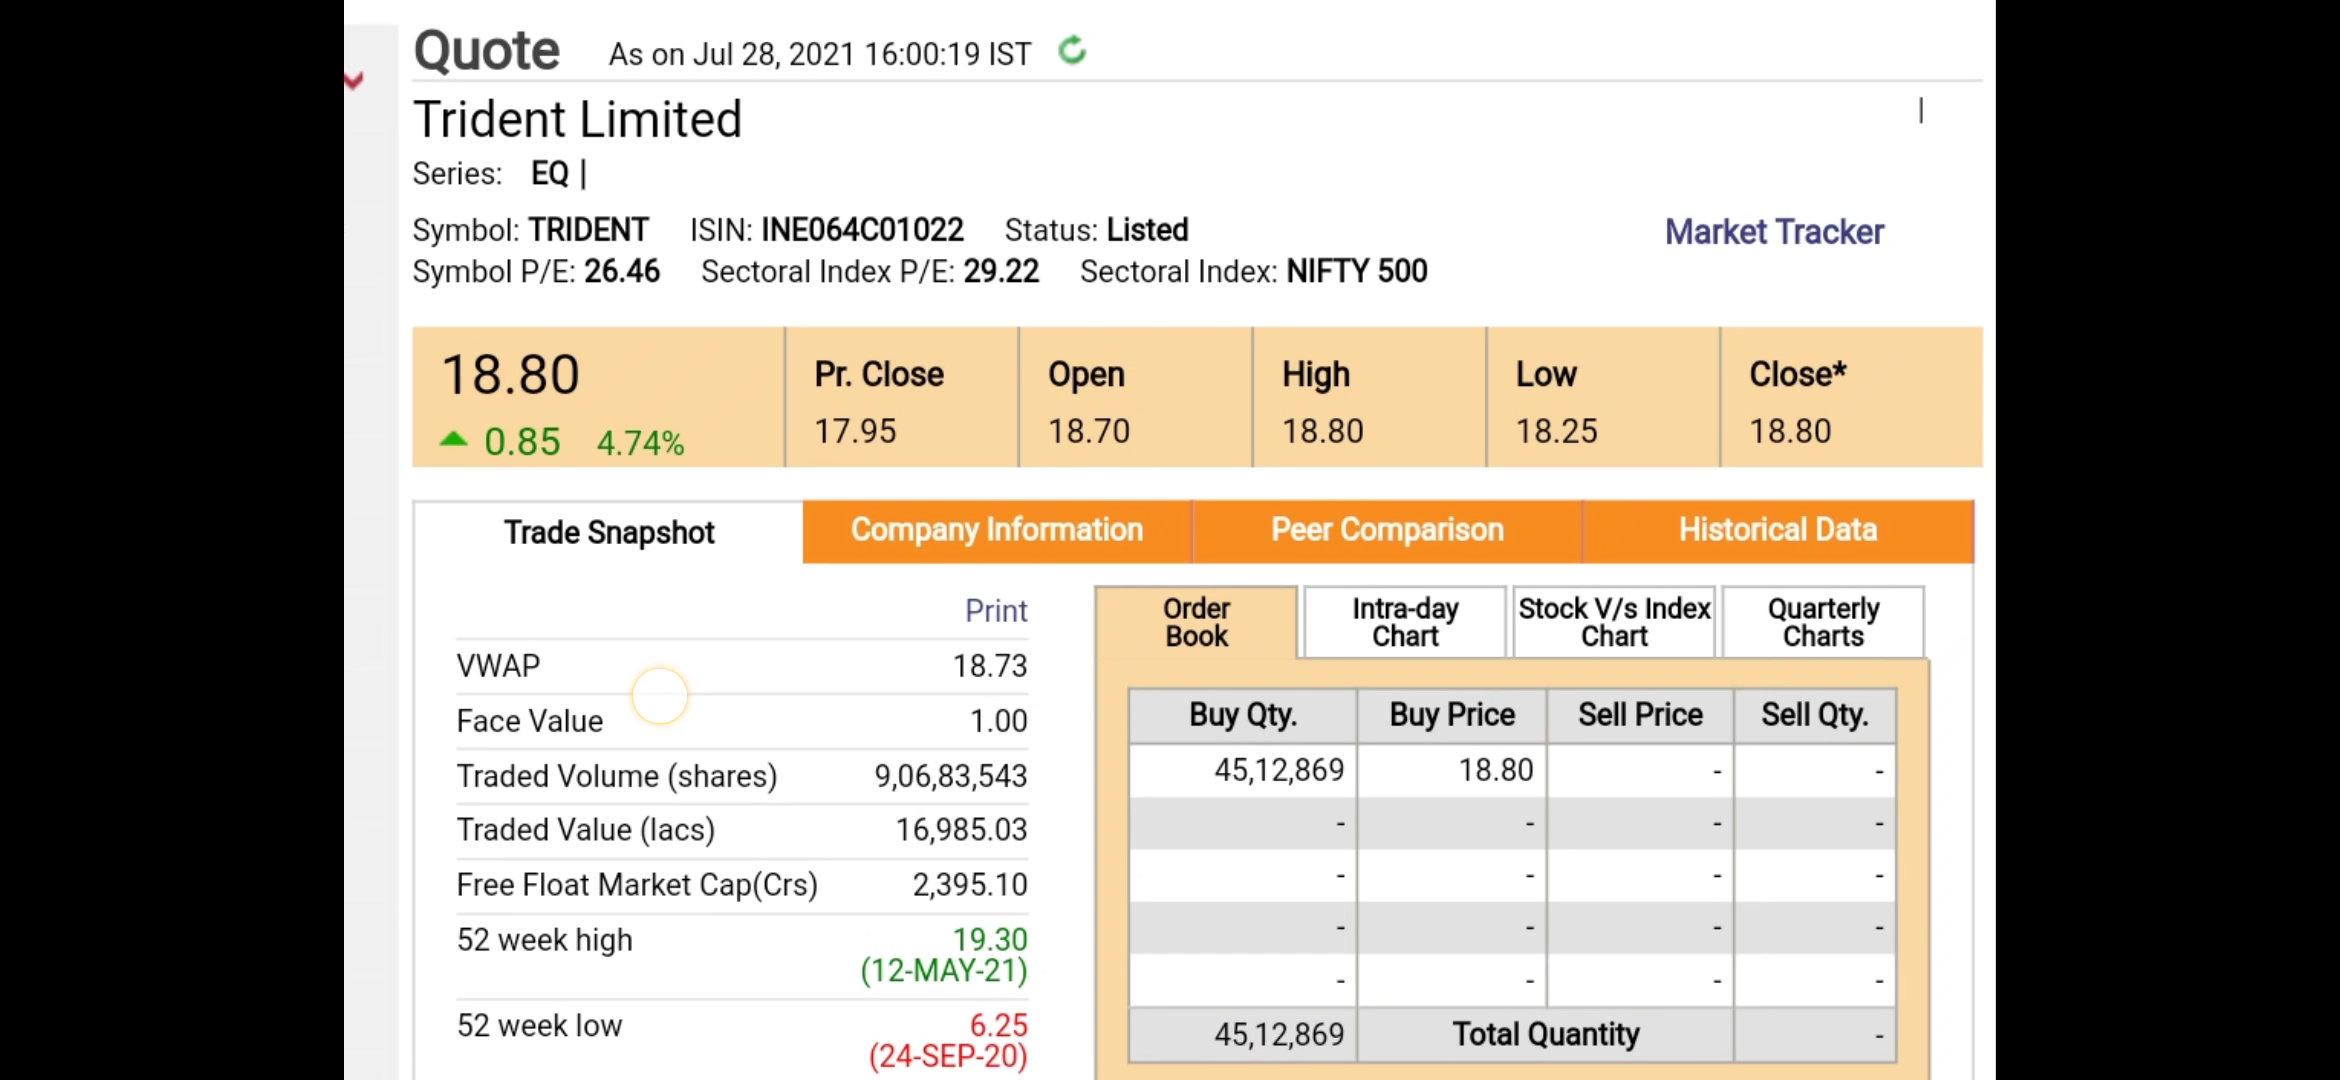 Quote As on Jul 28, 2021 16:00:19 IST
Trident Limited |
Series: EQ |
Symbol: TRIDENT ISIN: INE064C01022 Status: Listed Market Tracker
Symbol P/E: 26.46 Sectoral Index P/E: 29.22 Sectoral Index: NIFTY 500
18.80 Pr. Close Open High Low Close*
0.85 4.74% 17.95 18.70 18.80 18.25 18.80
Trade Snapshot Company Information Peer Comparison Historical Data
Print
VWAP 18.73
Face Value 1.00
Traded Volume (shares) 9,06,83,543
Traded Value (lacs) 16,985.03
Free Float Market Cap(Crs) 2,395.10
52 week high 19.30
(12-MAY-21)
52 week low 6.25
(24-SEP-20)
Order Intra-day Stock V/s Index Quarterly
Book Chart Chart Charts
Buy Qty. Buy Price Sell Price Sell Qty.
45,12,869 18.80 - -
- - - -
- - - -
- - - -
- - - -
45,12,869 Total Quantity -